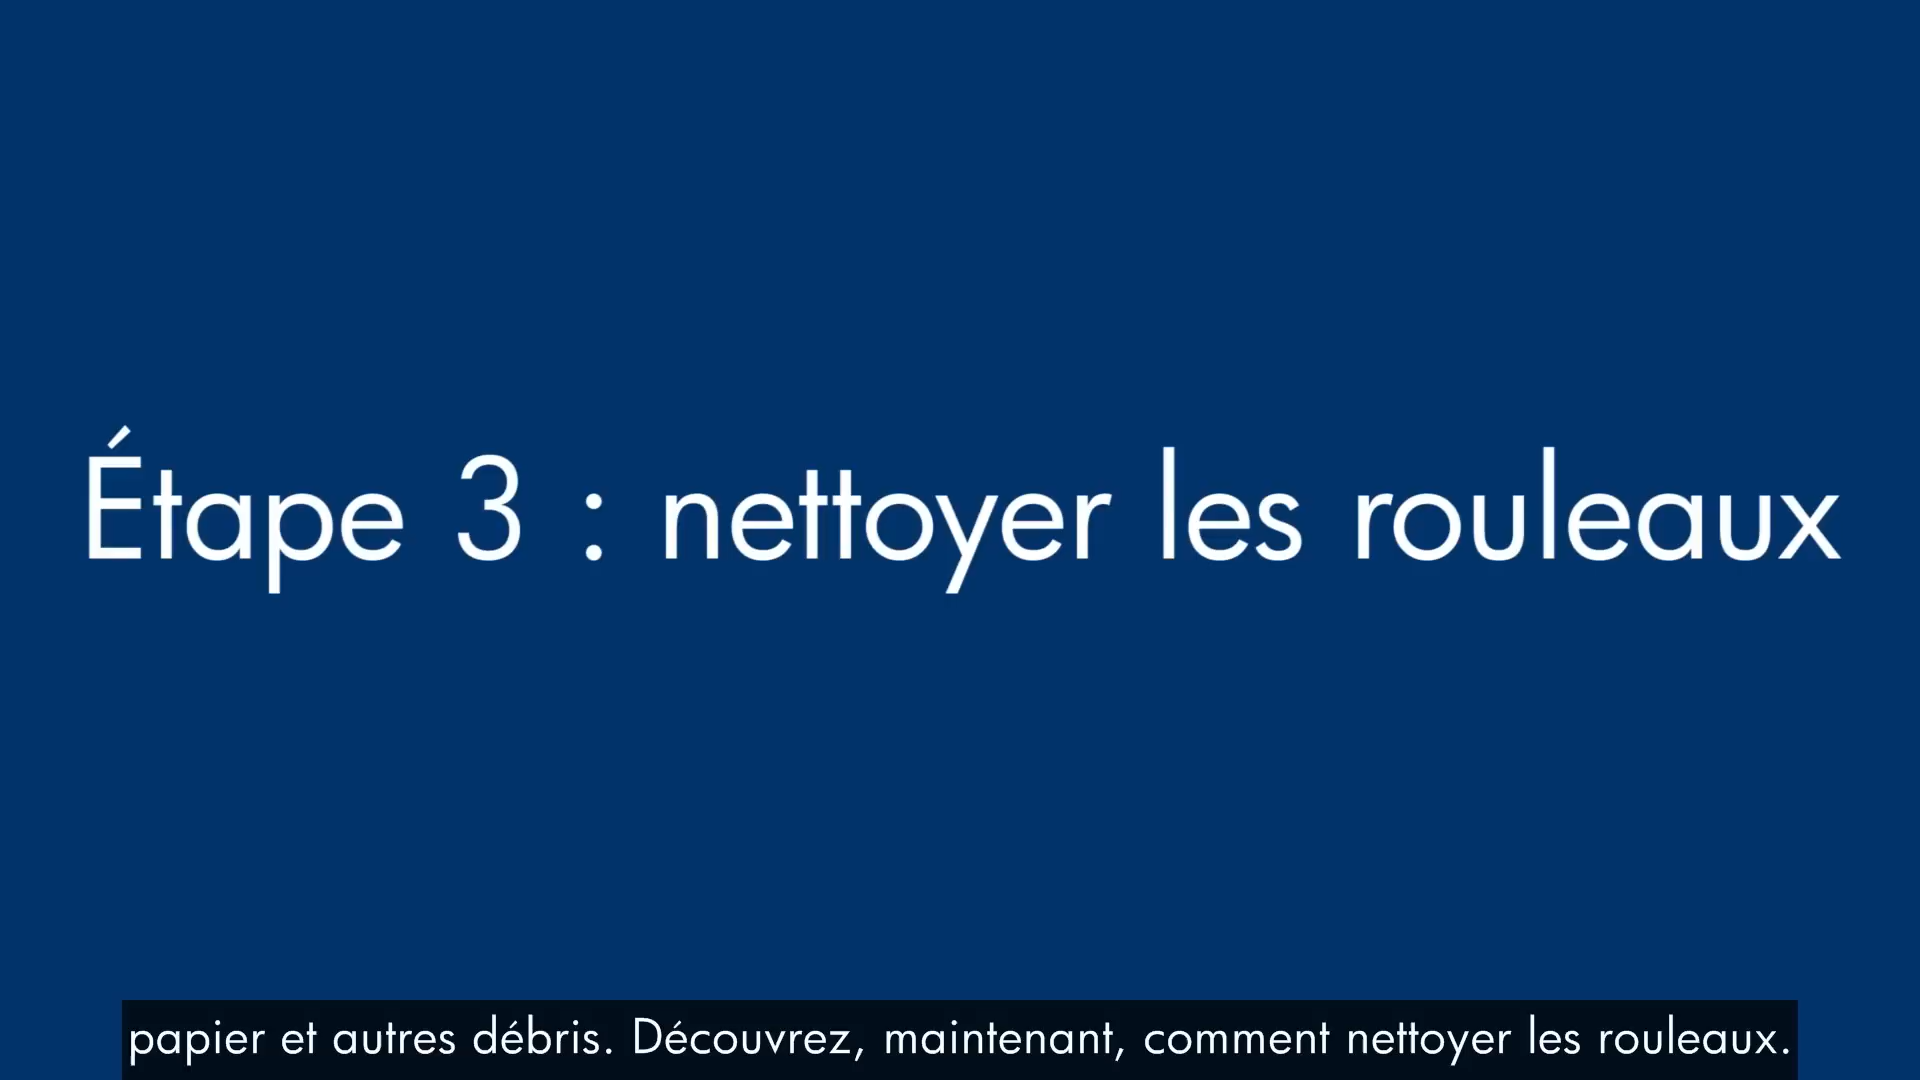 Étape 3 : nettoyer les rouleaux
papier et autres débris. Découvrez, maintenant, comment nettoyer les rouleaux.